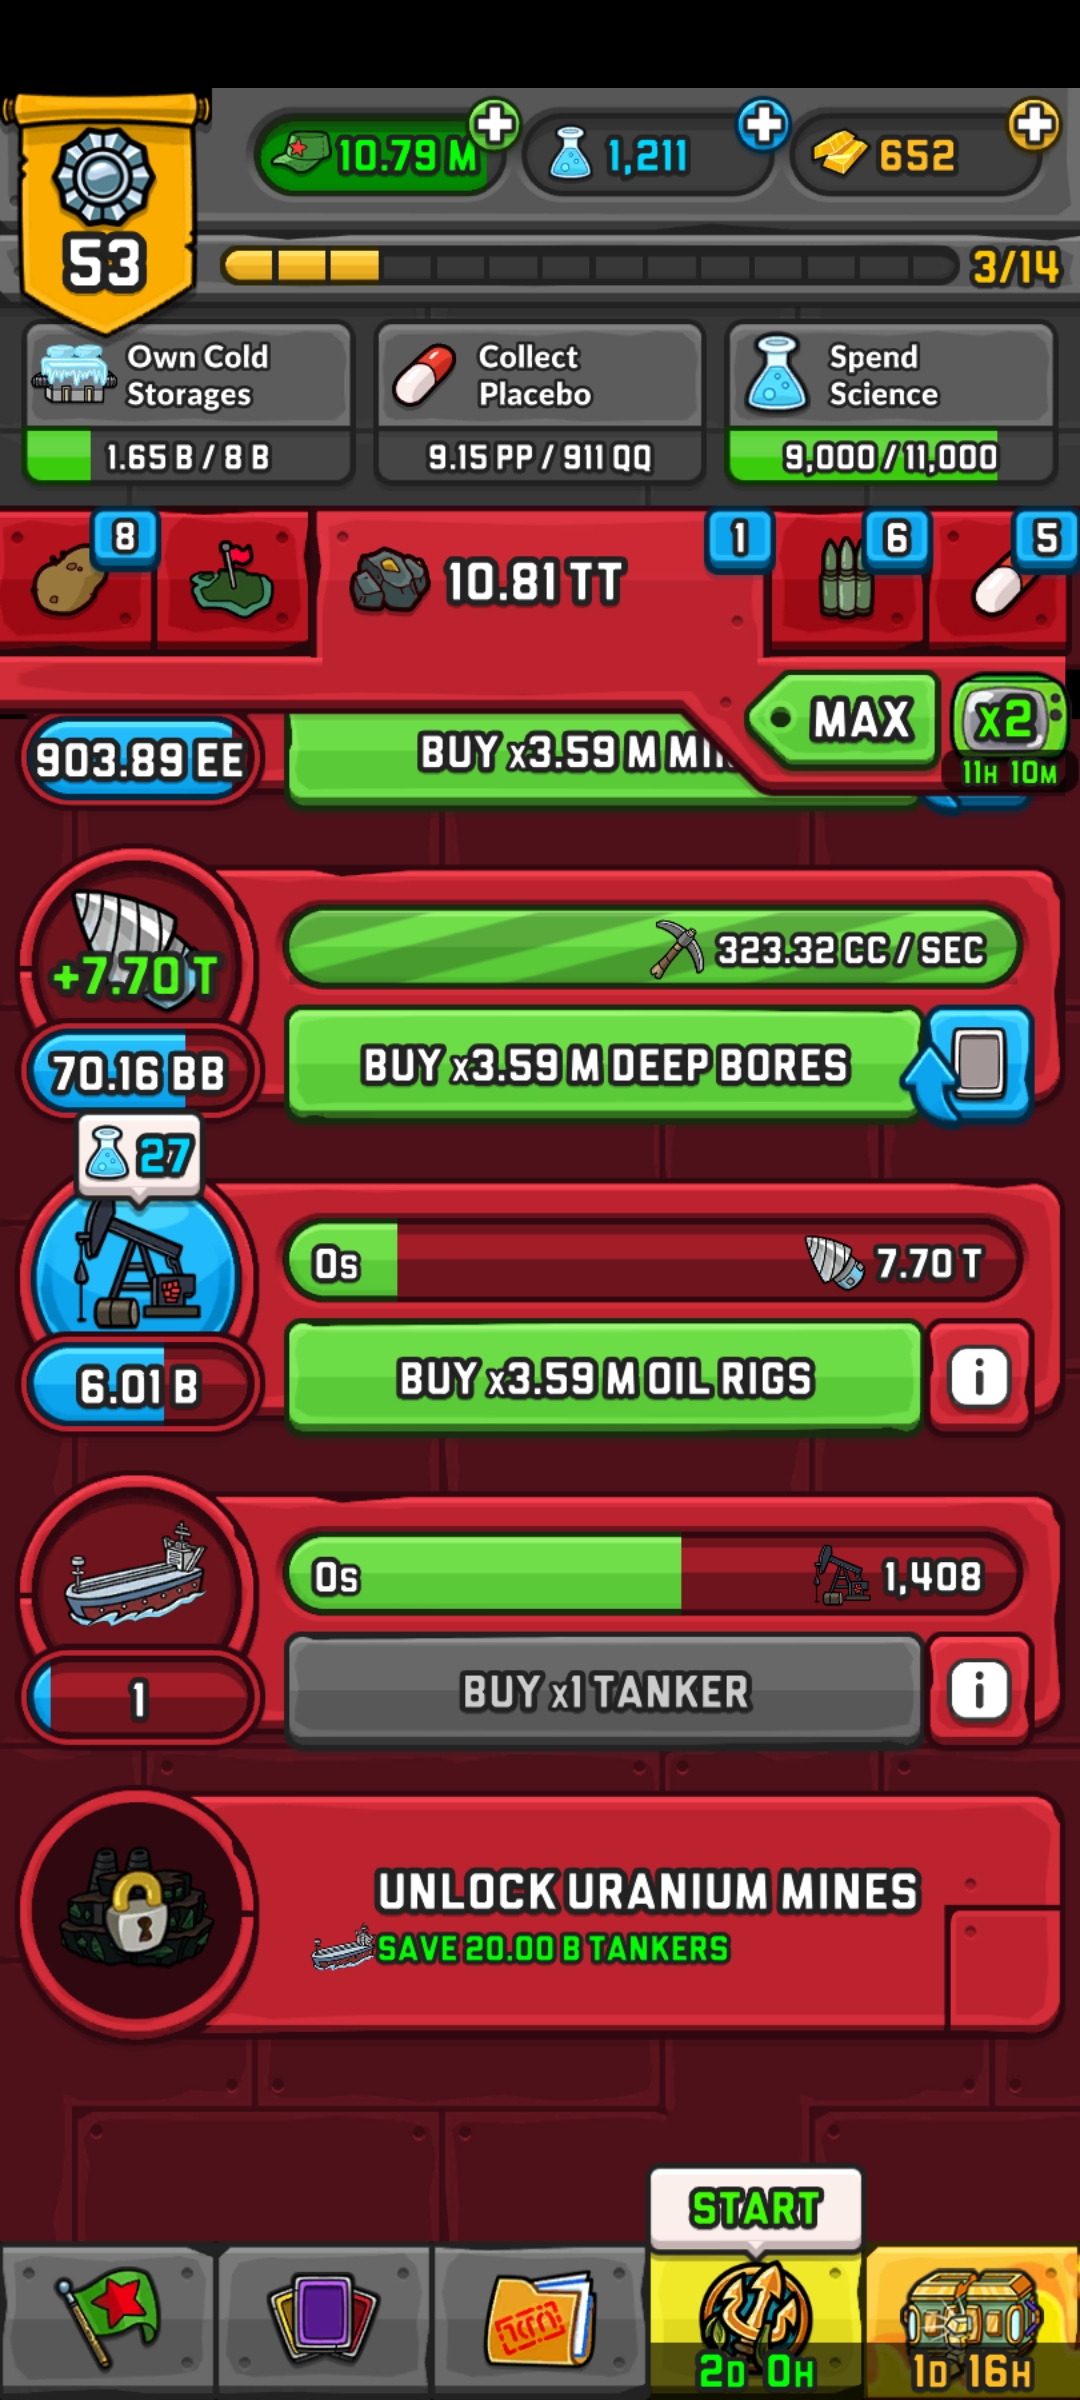 10.79 M
1,211
652
53
3/14
Own Cold
Storages
1.65 B / 8 B
Collect
Placebo
9.15 PP / 911 QQ
Spend
Science
9,000 / 11,000
8
10.81 TT
1
6
5
MAX
x2
11H 10M
903.89 EE
BUY x3.59 M
+7.70 T
323.32 CC / SEC
70.16 BB
BUY x3.59 M DEEP BORES
27
0s
7.70 T
6.01 B
BUY x3.59 M OIL RIGS
i
0s
1,408
1
BUY x1 TANKER
i
UNLOCK URANIUM MINES
SAVE 20.00 B TANKERS
START
2D 0H
1D 16H